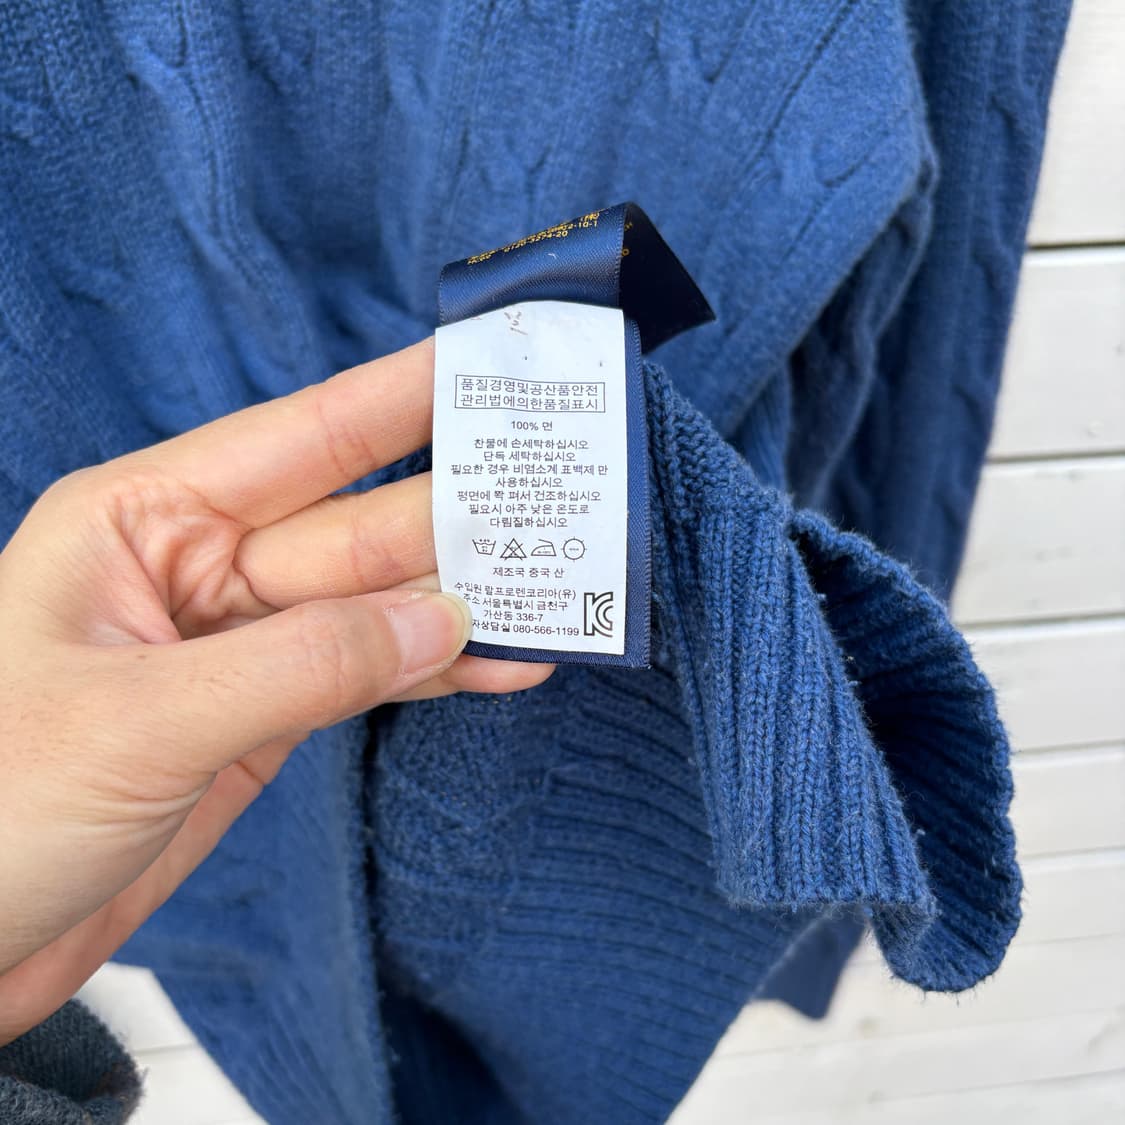 품질경영및공산품안전
관리법에의한품질표시
100% 면
찬물에 손세탁하십시오
단독 세탁하십시오
필요한 경우 비염소계 표백제 만
사용하십시오
평면에 쫙 펴서 건조하십시오
필요시 아주 낮은 온도로
다림질하십시오
제조국 중국 산
수입원 랄프로렌코리아(유)
주소 서울특별시 금천구
가산동 336-7
자상담실 080-566-1199